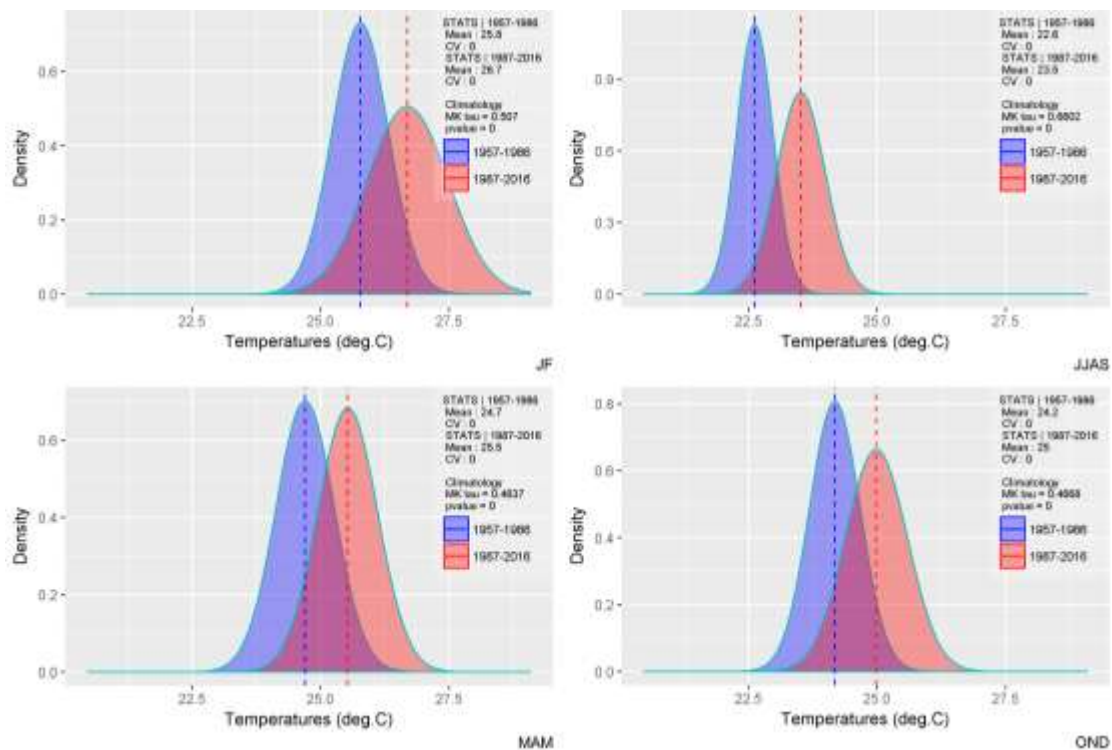 STATS | 1957-1986
Mean : 25.8
CV : 0
STATS | 1987-2016
Mean : 26.7
CV : 0
Climatology
MK tau = 0.507
pvalue = 0
1957-1986
1987-2016
Density
0.6
0.4
0.2
0.0
22.5 25.0 27.5
Temperatures (deg.C)
JF
STATS | 1957-1986
Mean : 22.6
CV : 0
STATS | 1987-2016
Mean : 23.5
CV : 0
Climatology
MK tau = 0.6602
pvalue = 0
1957-1986
1987-2016
Density
0.9
0.6
0.3
0.0
22.5 25.0 27.5
Temperatures (deg.C)
JJAS
STATS | 1957-1986
Mean : 24.7
CV : 0
STATS | 1987-2016
Mean : 25.5
CV : 0
Climatology
MK tau = 0.4637
pvalue = 0
1957-1986
1987-2016
Density
0.6
0.4
0.2
0.0
22.5 25.0 27.5
Temperatures (deg.C)
MAM
STATS | 1957-1986
Mean : 24.2
CV : 0
STATS | 1987-2016
Mean : 25
CV : 0
Climatology
MK tau = 0.4668
pvalue = 0
1957-1986
1987-2016
Density
0.8
0.6
0.4
0.2
0.0
22.5 25.0 27.5
Temperatures (deg.C)
OND